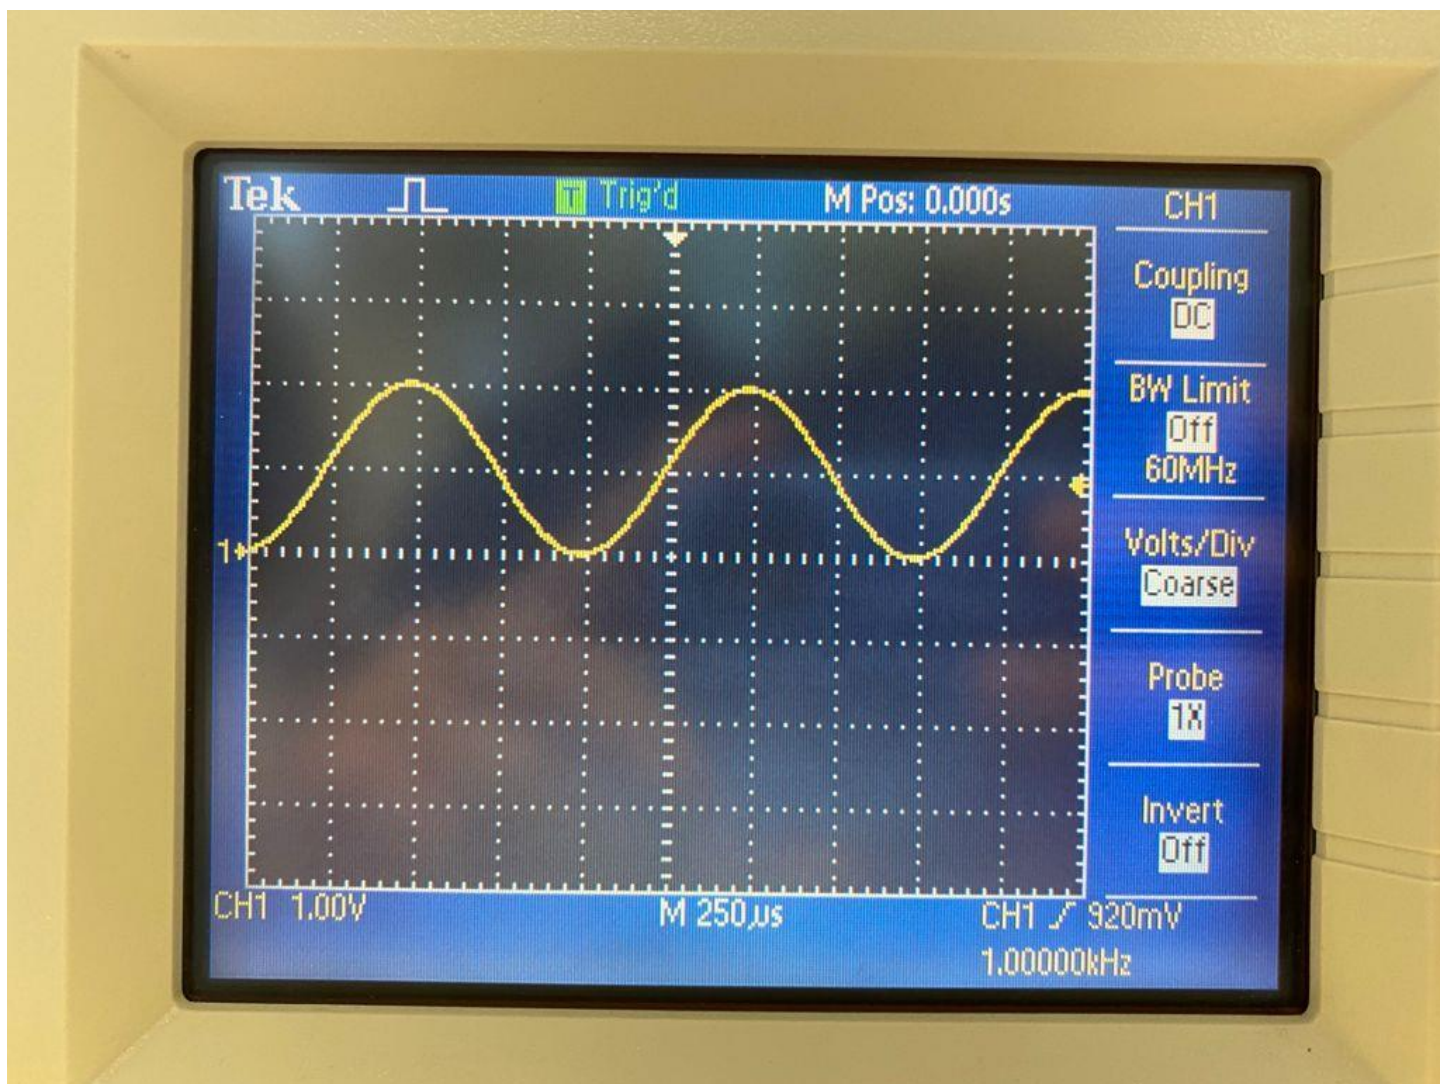 Tek T Trig'd M Pos: 0.000s CH1
Coupling
DC
BW Limit
Off
60MHz
1
Volts/Div
Coarse
Probe
1X
Invert
Off
CH1 1.00V M 250µs CH1 920mV
1.00000kHz